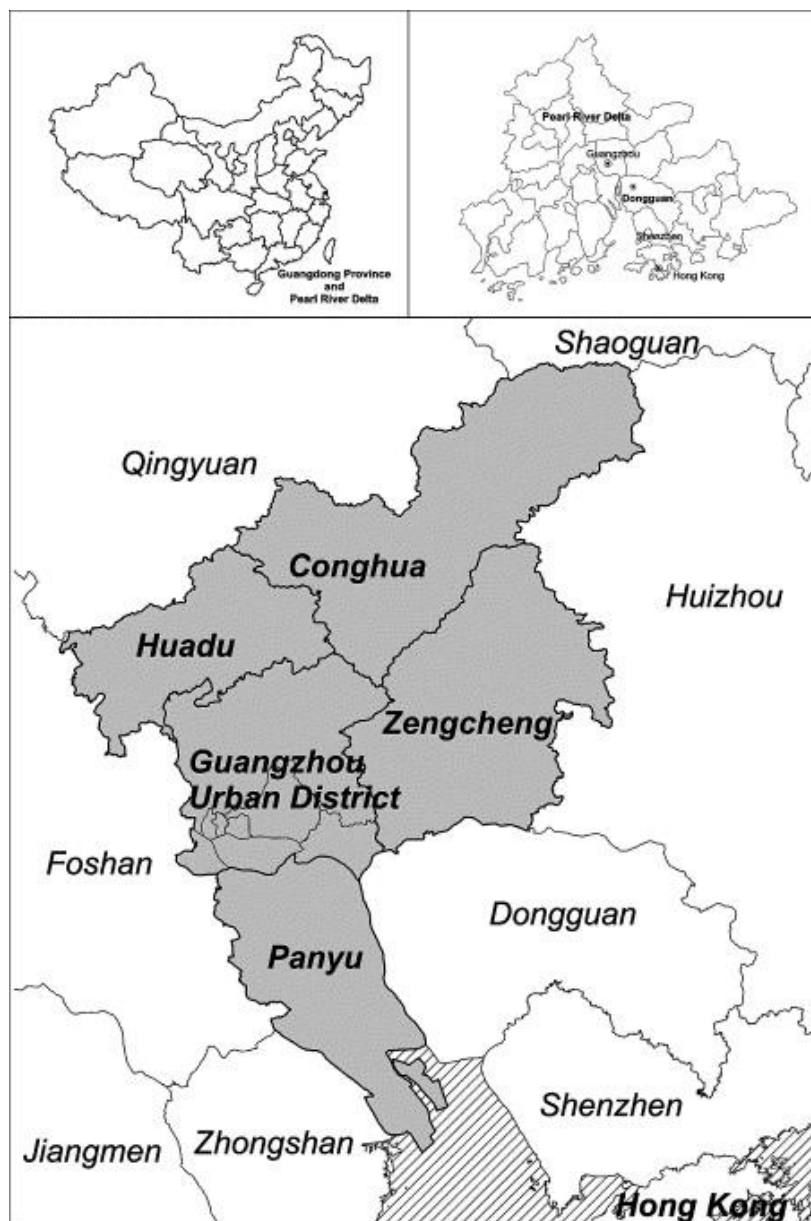 Guangdong Province
and
Pearl River Delta
Pearl River Delta
Guangzhou
Dongguan
Shenzhen
Hong Kong
Shaoguan
Qingyuan
Conghua
Huizhou
Huadu
Zengcheng
Guangzhou
Urban District
Foshan
Dongguan
Panyu
Shenzhen
Jiangmen
Zhongshan
Hong Kong